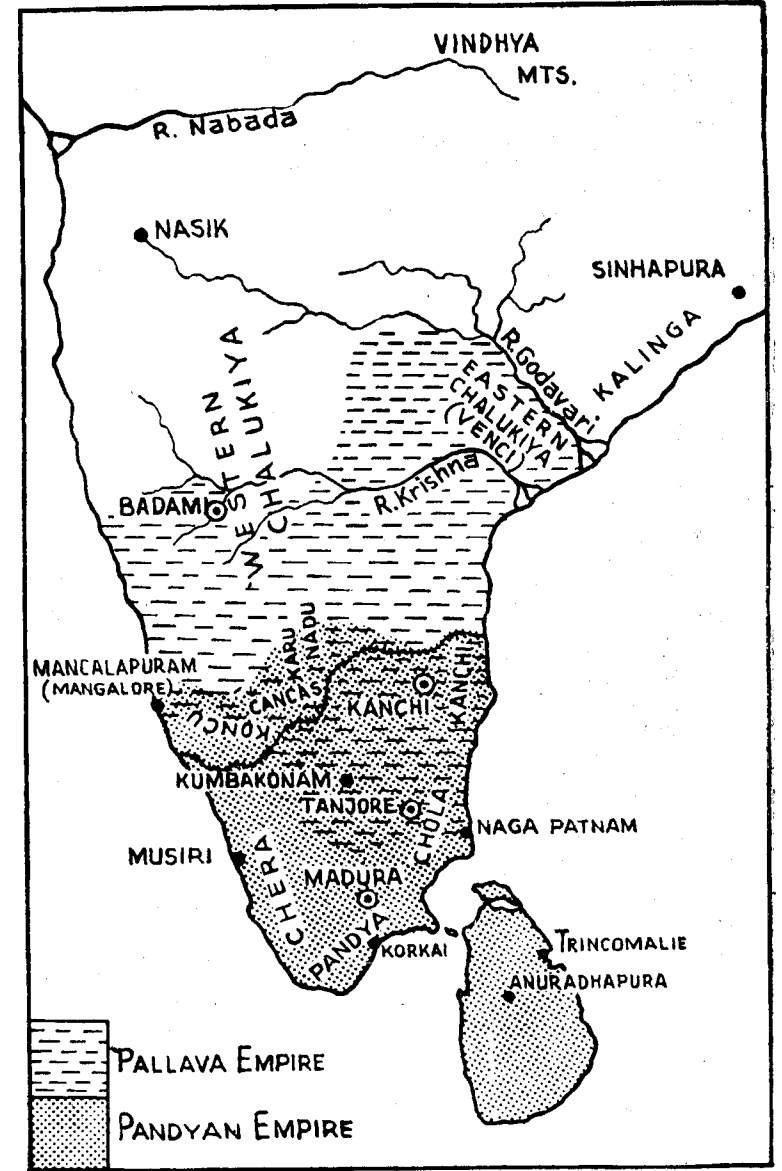 VINDHYA
MTS.
R. Nabada
NASIK
SINHAPURA
R. Godavari
KALINGA
EASTERN
CHALUKIYA
(VENCI)
WESTERN
CHALUKIYA
BADAMI
R. Krishna
KARU
NADU
MANCALAPURAM
(MANGALORE)
CANCAS
KONCU
KANCHI
KANCHI
KUMBAKONAM
TANJORE
CHOLA
NAGA PATNAM
MUSIRI
CHERA
MADURA
PANDYA
KORKAI
TRINCOMALIE
ANURADHAPURA
PALLAVA EMPIRE
PANDYAN EMPIRE